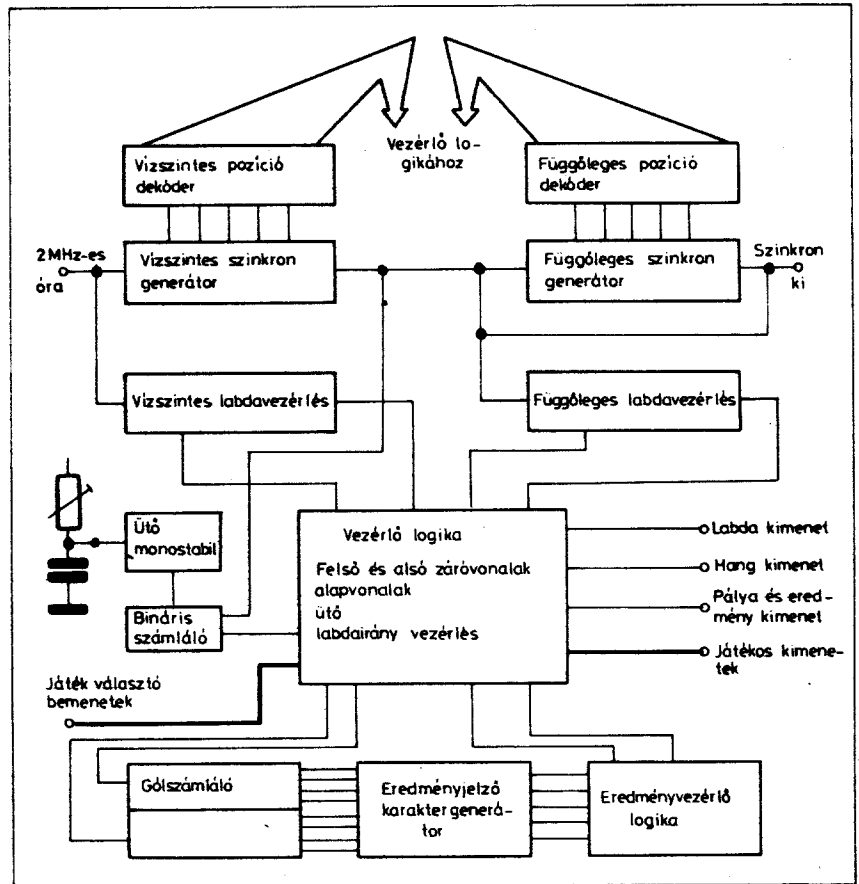 Vezérlő lo-
gikához
Vízszintes pozíció
dekóder
Függőleges pozíció
dekóder
2MHz-es
óra
Vízszintes szinkron
generátor
Függőleges szinkron
generátor
Szinkron
ki
Vízszintes labdavezérlés
Függőleges labdavezérlés
Ütő
monostabil
Bináris
számláló
Vezérlő logika
Felső és alsó záróvonalak
alapvonalak
ütő
labdairány vezérlés
Labda kimenet
Hang kimenet
Pálya és ered-
mény kimenet
Játékos kimene-
tek
Játék választó
bemenetek
Gólszámláló
Eredményjelző
karakter generá-
tor
Eredményvezérlő
logika